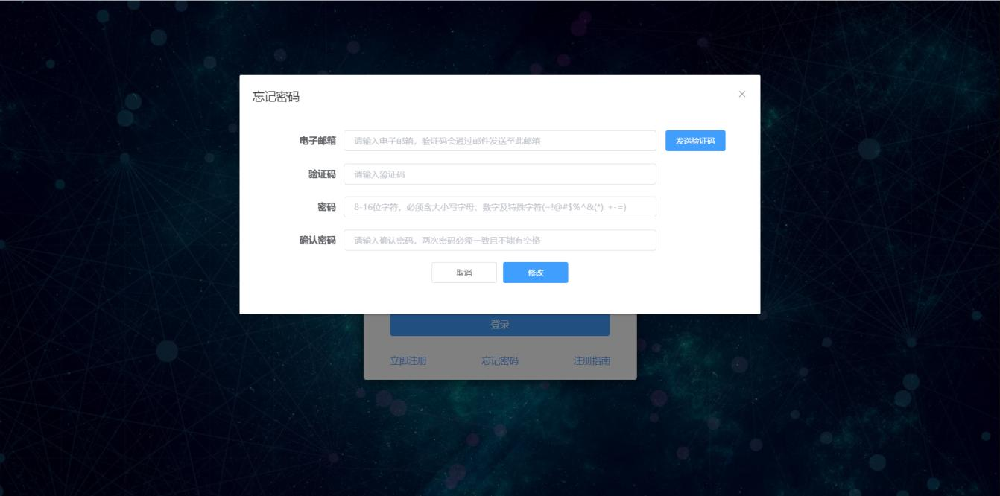 忘记密码
电子邮箱 请输入电子邮箱，验证码会通过邮件发送至此邮箱 发送验证码
验证码 请输入验证码
密码 8-16位字符，必须含大小写字母、数字及特殊字符(~!@#$%^&(*)_+-=)
确认密码 请输入确认密码，两次密码必须一致且不能有空格
取消 修改
登录
立即注册 忘记密码 注册指南